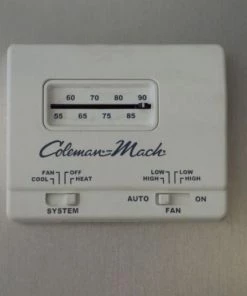 60 70 80 90
55 65 75 85
Coleman-Mach
FAN OFF
COOL HEAT
SYSTEM
LOW LOW
HIGH HIGH
AUTO ON
FAN